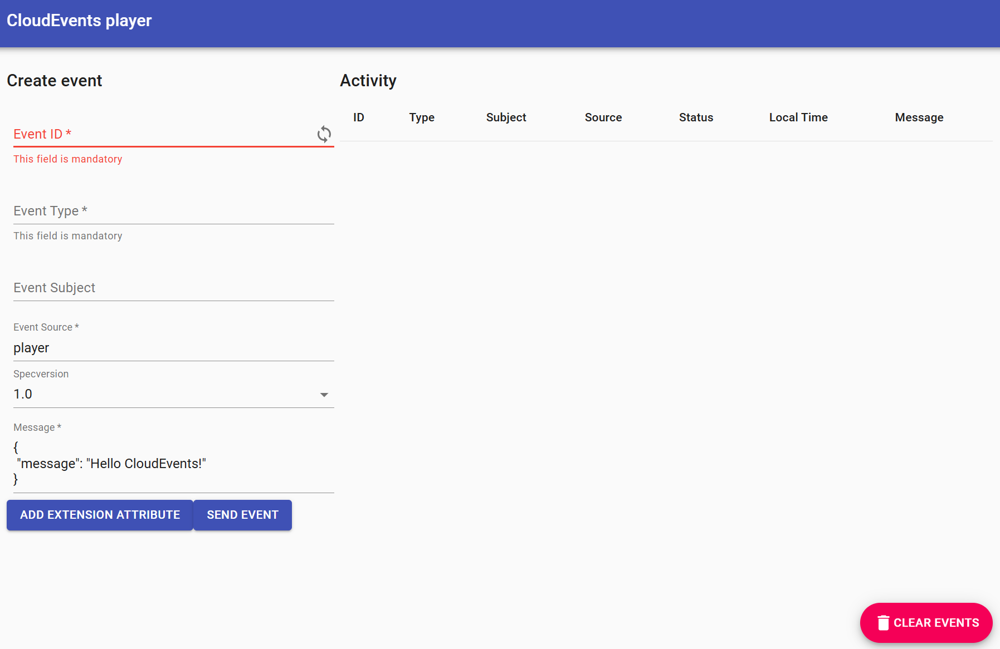 CloudEvents player
Create event
Event ID *
This field is mandatory
Event Type *
This field is mandatory
Event Subject
Event Source *
player
Specversion
1.0
Message *
{
 "message": "Hello CloudEvents!"
}
ADD EXTENSION ATTRIBUTE SEND EVENT
Activity
ID Type Subject Source Status Local Time Message
CLEAR EVENTS